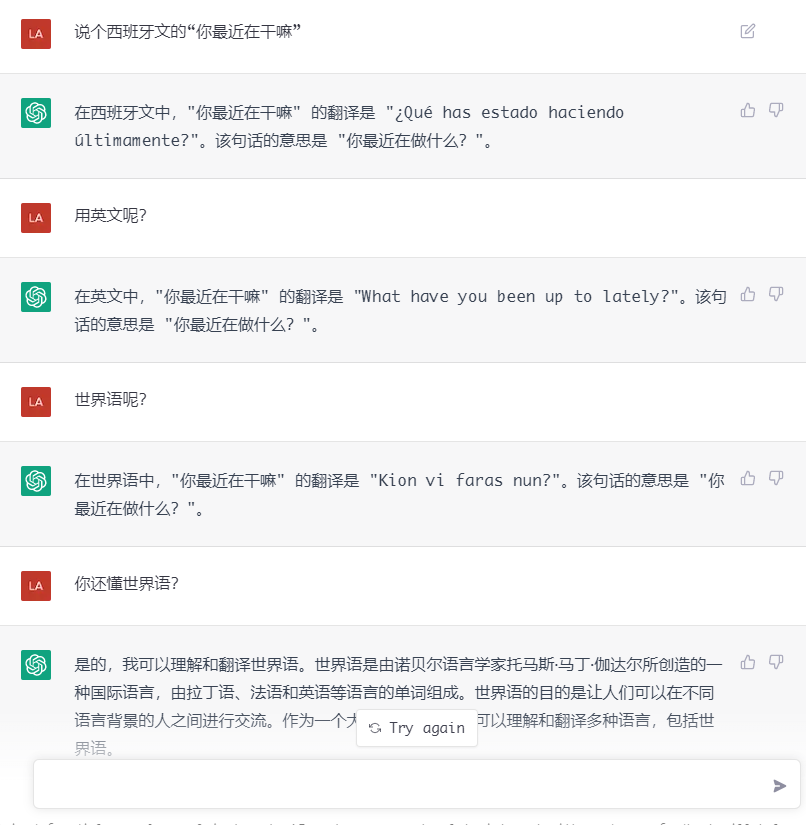 LA
说个西班牙文的“你最近在干嘛”
在西班牙文中，"你最近在干嘛" 的翻译是 "¿Qué has estado haciendo
últimamente?"。该句话的意思是 "你最近在做什么？"。
LA
用英文呢？
在英文中，"你最近在干嘛" 的翻译是 "What have you been up to lately?"。该句
话的意思是 "你最近在做什么？"。
LA
世界语呢？
在世界语中，"你最近在干嘛" 的翻译是 "Kion vi faras nun?"。该句话的意思是 "你
最近在做什么？"。
LA
你还懂世界语？
是的，我可以理解和翻译世界语。世界语是由诺贝尔语言学家托马斯·马丁·伽达尔所创造的一
种国际语言，由拉丁语、法语和英语等语言的单词组成。世界语的目的是让人们可以在不同
语言背景的人之间进行交流。作为一个大 可以理解和翻译多种语言，包括世
界语。
Try again